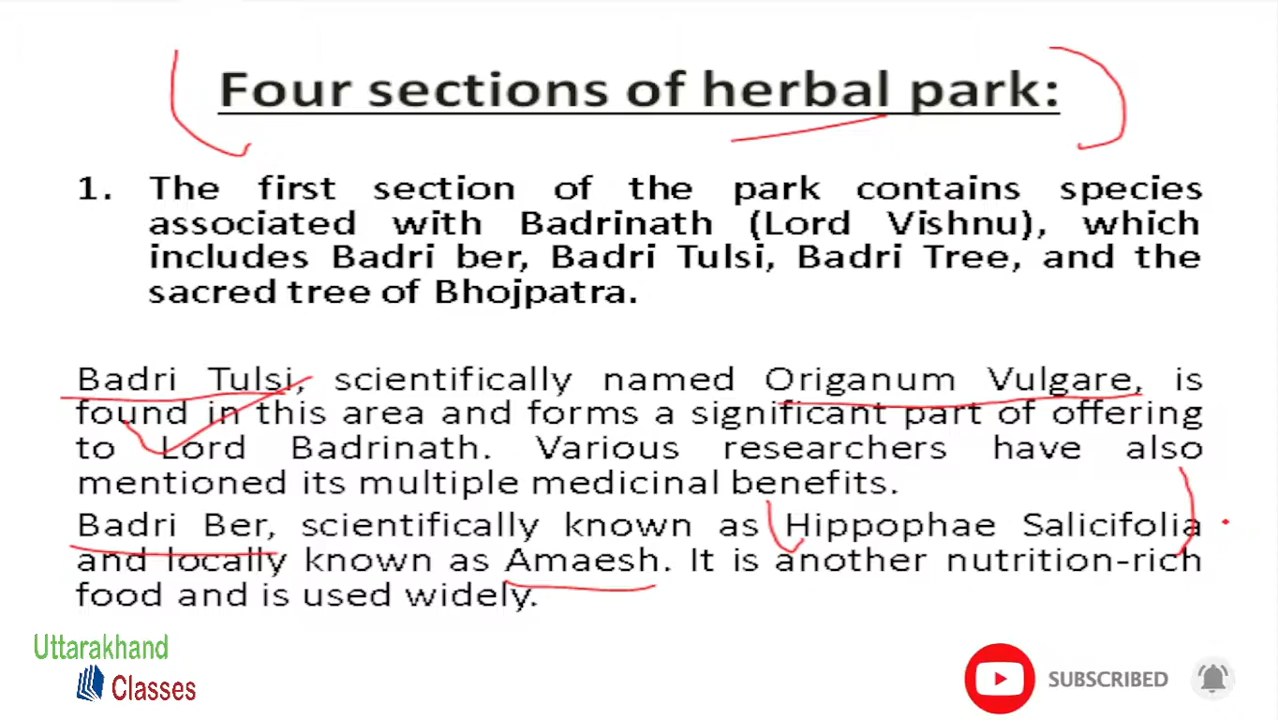 Four sections of herbal park:
1. The first section of the park contains species
associated with Badrinath (Lord Vishnu), which
includes Badri ber, Badri Tulsi, Badri Tree, and the
sacred tree of Bhojpatra.
Badri Tulsi, scientifically named Origanum Vulgare, is
found in this area and forms a significant part of offering
to Lord Badrinath. Various researchers have also
mentioned its multiple medicinal benefits.
Badri Ber, scientifically known as Hippophae Salicifolia
and locally known as Amaesh. It is another nutrition-rich
food and is used widely.
Uttarakhand
Classes
SUBSCRIBED